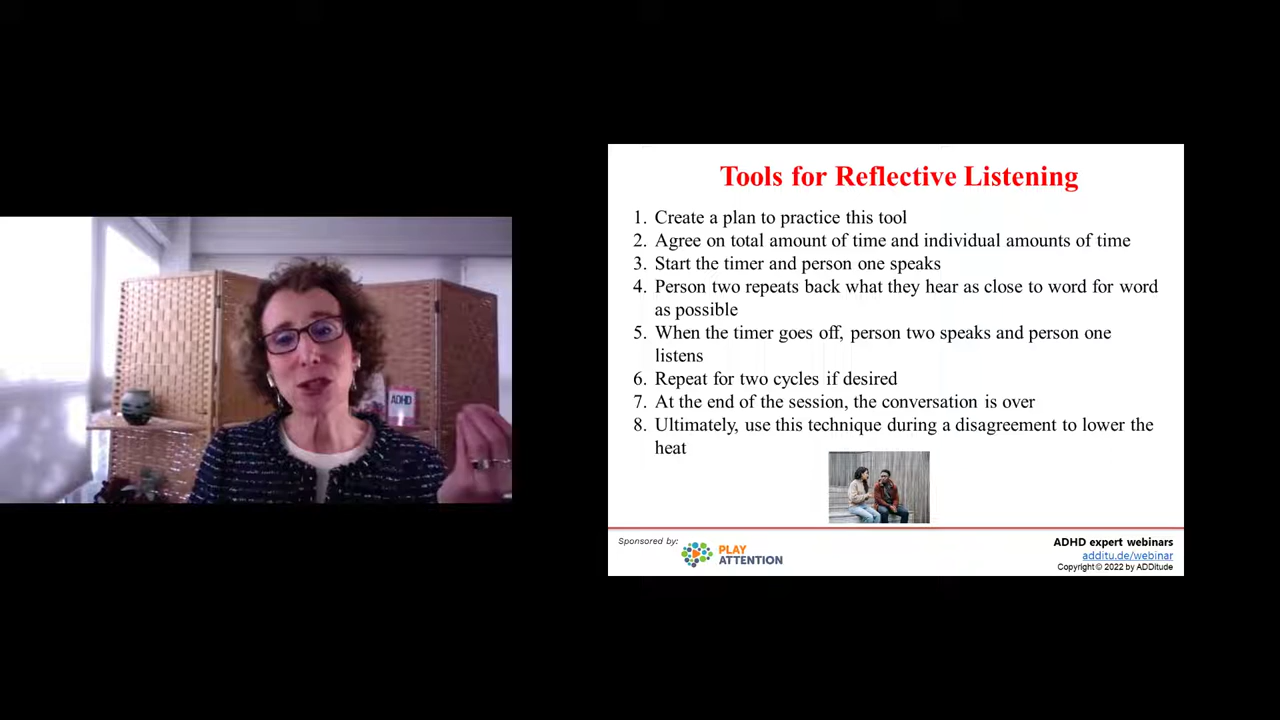 ADHD
Tools for Reflective Listening
1. Create a plan to practice this tool
2. Agree on total amount of time and individual amounts of time
3. Start the timer and person one speaks
4. Person two repeats back what they hear as close to word for word
as possible
5. When the timer goes off, person two speaks and person one
listens
6. Repeat for two cycles if desired
7. At the end of the session, the conversation is over
8. Ultimately, use this technique during a disagreement to lower the
heat
Sponsored by:
PLAY
ATTENTION
ADHD expert webinars
additu.de/webinar
Copyright © 2022 by ADDitude